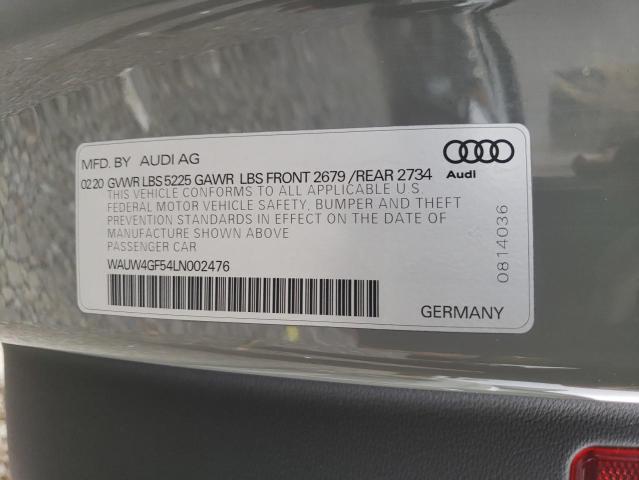 MFD. BY AUDI AG
Audi
02 20 GVWR LBS 5225 GAWR LBS FRONT 2679 /REAR 2734
THIS VEHICLE CONFORMS TO ALL APPLICABLE U.S.
FEDERAL MOTOR VEHICLE SAFETY, BUMPER AND THEFT
PREVENTION STANDARDS IN EFFECT ON THE DATE OF
MANUFACTURE SHOWN ABOVE
PASSENGER CAR
WAUW4GF54LN002476
0814036
GERMANY